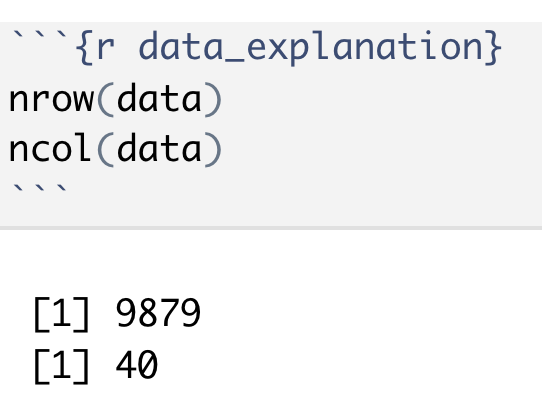 ```{r data_explanation}
nrow(data)
ncol(data)
```
[1] 9879
[1] 40